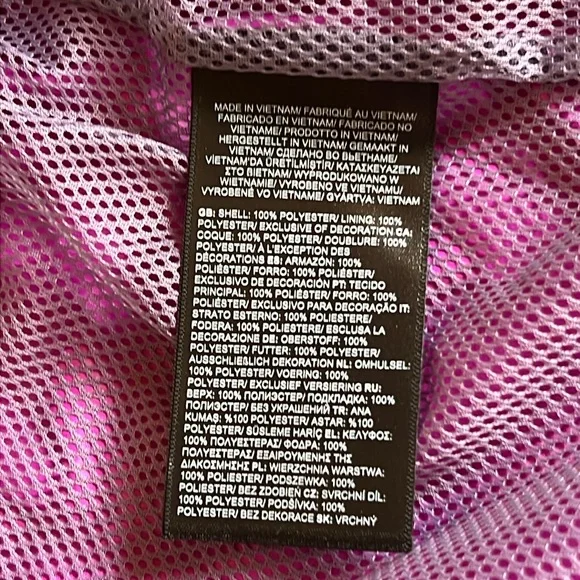 MADE IN VIETNAM/ FABRIQUÉ AU VIETNAM/
FABRICADO EN VIETNAM/ FABRICADO NO
VIETNAME/ PRODOTTO IN VIETNAM/
HERGESTELLT IN VIETNAM/ GEMAAKT IN
VIETNAM/ СДЕЛАНО ВО ВЬЕТНАМЕ/
VİETNAM'DA ÜRETİLMİŞTİR/ ΚΑΤΑΣΚΕΥΑΖΕΤΑΙ
ΣΤΟ ΒΙΕΤΝΑΜ/ WYPRODUKOWANO W
WIETNAMIE/ VYROBENO VE VIETNAMU/
VYROBENÉ VO VIETNAME/ GYÁRTVA: VIETNAM
GB: SHELL: 100% POLYESTER/ LINING: 100%
POLYESTER/ EXCLUSIVE OF DECORATION CA:
COQUE: 100% POLYESTER/ DOUBLURE: 100%
POLYESTER/ À L'EXCEPTION DES
DÉCORATIONS ES: ARMAZÓN: 100%
POLIÉSTER/ FORRO: 100% POLIÉSTER/
EXCLUSIVO DE DECORACIÓN PT: TECIDO
PRINCIPAL: 100% POLIÉSTER/ FORRO: 100%
POLIÉSTER/ EXCLUSIVO PARA DECORAÇÃO IT:
STRATO ESTERNO: 100% POLIESTERE/
FODERA: 100% POLIESTERE/ ESCLUSA LA
DECORAZIONE DE: OBERSTOFF: 100%
POLYESTER/ FUTTER: 100% POLYESTER/
AUSSCHLIEßLICH DEKORATION NL: OMHULSEL:
100% POLYESTER/ VOERING: 100%
POLYESTER/ EXCLUSIEF VERSIERING RU:
ВЕРХ: 100% ПОЛИЭСТЕР/ ПОДКЛАДКА: 100%
ПОЛИЭСТЕР/ БЕЗ УКРАШЕНИЙ TR: ANA
KUMAŞ: %100 POLYESTER/ ASTAR: %100
POLYESTER/ SÜSLEME HARİÇ EL: ΚΕΛΥΦΟΣ:
100% ΠΟΛΥΕΣΤΕΡΑΣ/ ΦΟΔΡΑ: 100%
ΠΟΛΥΕΣΤΕΡΑΣ/ ΕΞΑΙΡΟΥΜΕΝΗΣ ΤΗΣ
ΔΙΑΚΟΣΜΗΣΗΣ PL: WIERZCHNIA WARSTWA:
100% POLIESTER/ PODSZEWKA: 100%
POLIESTER/ BEZ ZDOBIEŃ CZ: SVRCHNÍ DÍL:
100% POLYESTER/ PODŠÍVKA: 100%
POLYESTER/ BEZ DEKORACE SK: VRCHNÝ